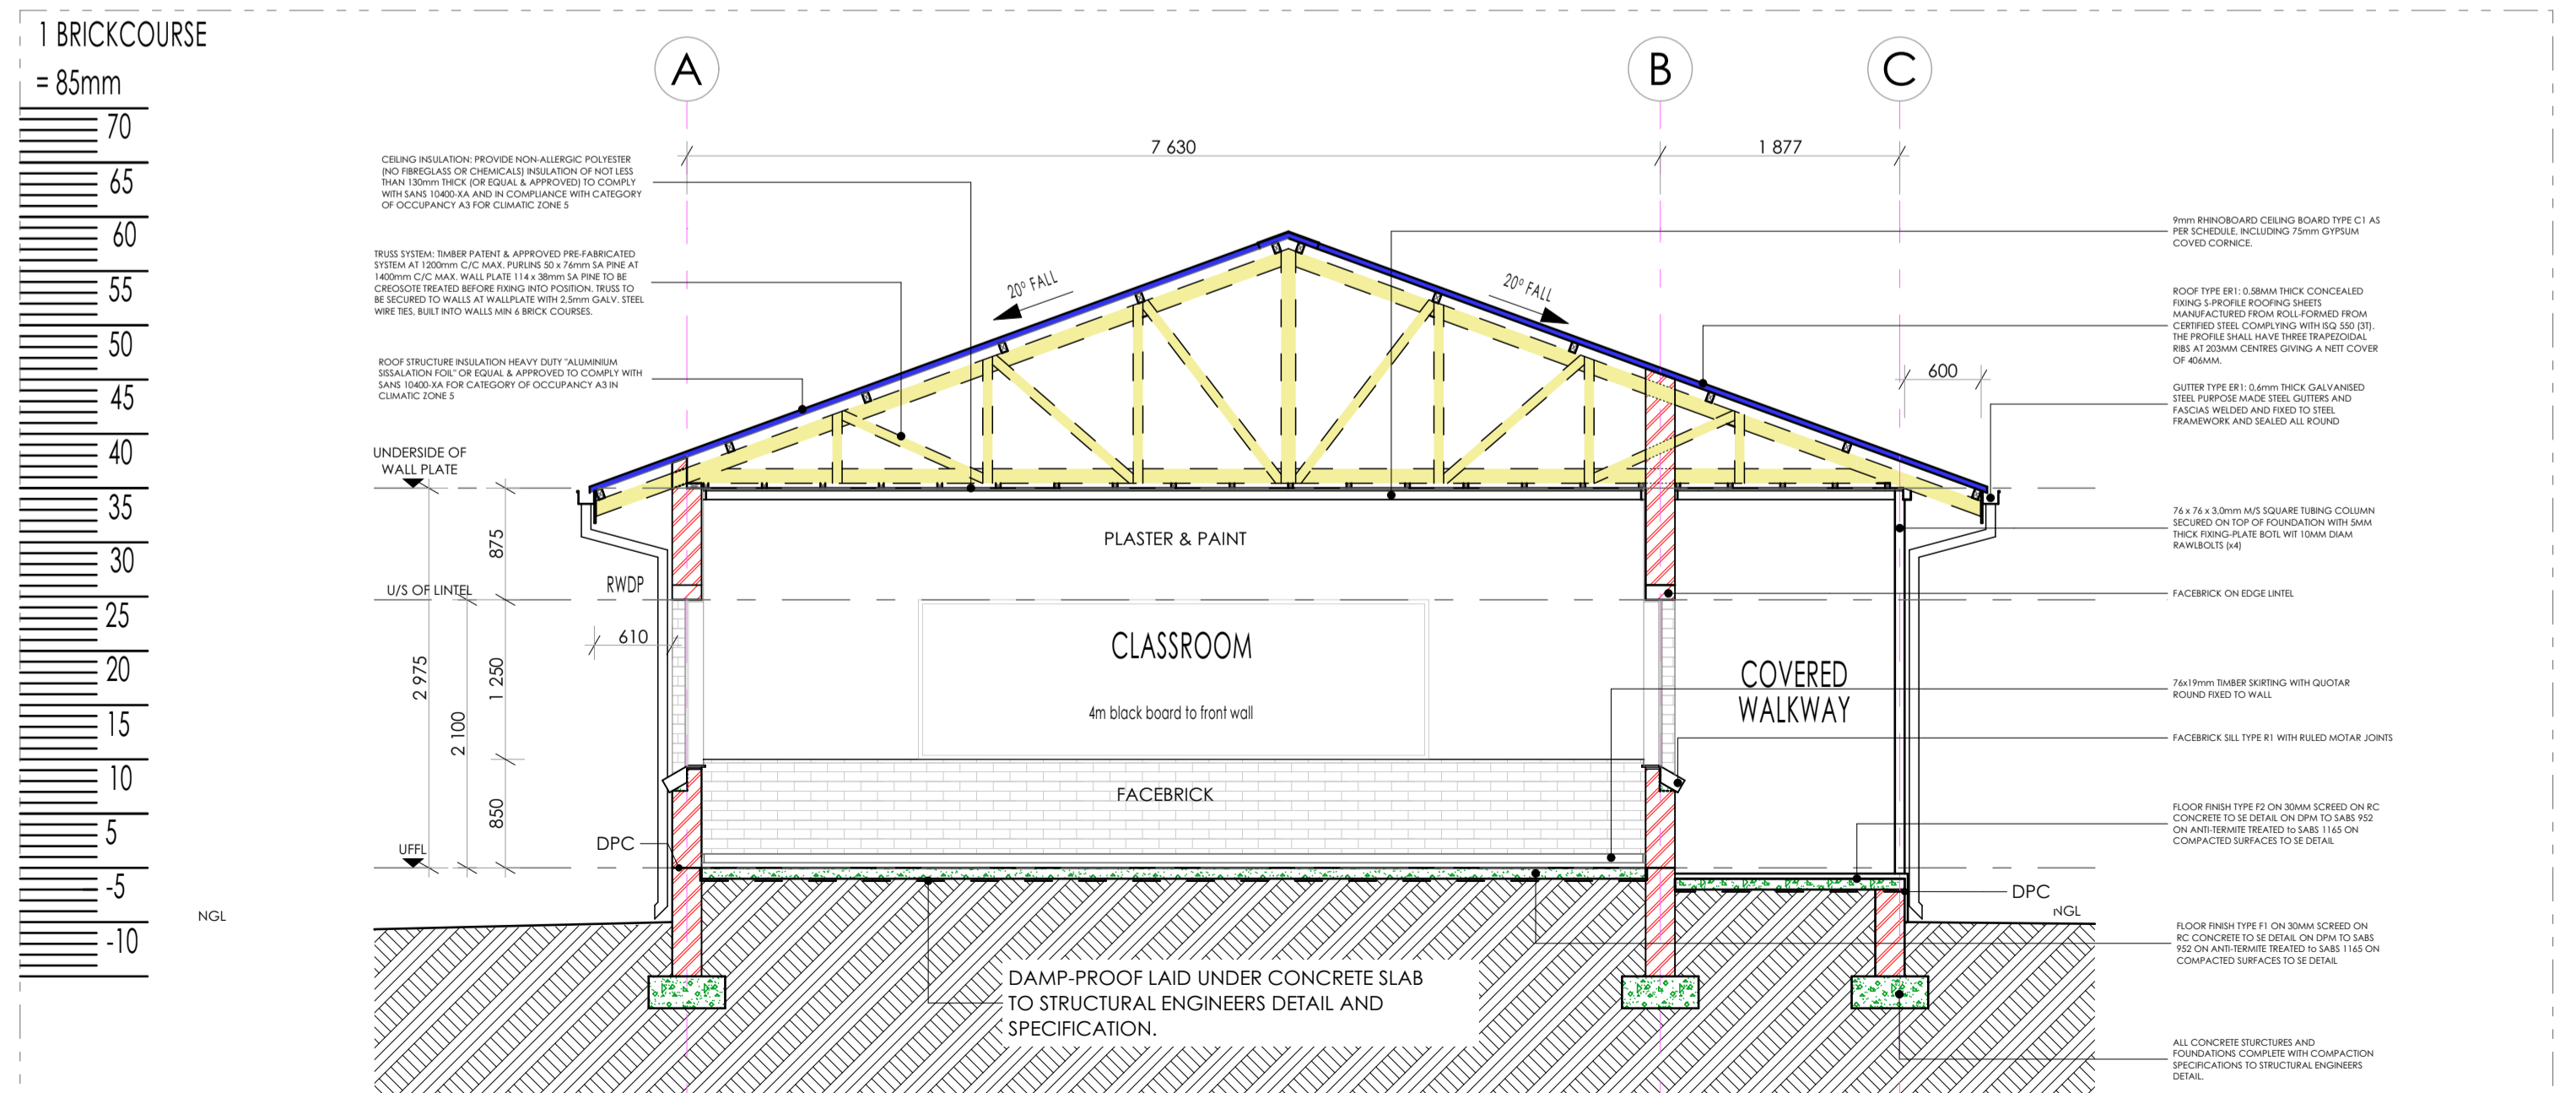 1 BRICKCOURSE
= 85mm
70
65
60
55
50
45
40
35
30
25
20
15
10
5
-5
-10
A
B
C
7 630
1 877
CEILING INSULATION: PROVIDE NON-ALLERGIC POLYESTER
(NO FIBREGLASS OR CHEMICALS) INSULATION OF NOT LESS
THAN 130mm THICK (OR EQUAL & APPROVED) TO COMPLY
WITH SANS 10400-XA AND IN COMPLIANCE WITH CATEGORY
OF OCCUPANCY A3 FOR CLIMATIC ZONE 5
TRUSS SYSTEM: TIMBER PATENT & APPROVED PRE-FABRICATED
SYSTEM AT 1200mm C/C MAX. PURLINS 50 x 76mm SA PINE AT
1400mm C/C MAX. WALL PLATE 114 x 38mm SA PINE TO BE
CREOSOTE TREATED BEFORE FIXING INTO POSITION. TRUSS TO
BE SECURED TO WALLS AT WALLPLATE WITH 2,5mm GALV. STEEL
WIRE TIES, BUILT INTO WALLS MIN 6 BRICK COURSES.
ROOF STRUCTURE INSULATION HEAVY DUTY "ALUMINIUM
SISSALATION FOIL" OR EQUAL & APPROVED TO COMPLY WITH
SANS 10400-XA FOR CATEGORY OF OCCUPANCY A3 IN
CLIMATIC ZONE 5
20⁰ FALL
20⁰ FALL
UNDERSIDE OF
WALL PLATE
U/S OF LINTEL
UFFL
NGL
2 975
2 100
875
1 250
850
610
RWDP
DPC
PLASTER & PAINT
CLASSROOM
4m black board to front wall
FACEBRICK
COVERED
WALKWAY
DAMP-PROOF LAID UNDER CONCRETE SLAB
TO STRUCTURAL ENGINEERS DETAIL AND
SPECIFICATION.
600
DPC
NGL
9mm RHINOBOARD CEILING BOARD TYPE C1 AS
PER SCHEDULE, INCLUDING 75mm GYPSUM
COVED CORNICE.
ROOF TYPE ER1: 0.58MM THICK CONCEALED
FIXING S-PROFILE ROOFING SHEETS
MANUFACTURED FROM ROLL-FORMED FROM
CERTIFIED STEEL COMPLYING WITH ISQ 550 (3T).
THE PROFILE SHALL HAVE THREE TRAPEZOIDAL
RIBS AT 203MM CENTRES GIVING A NETT COVER
OF 406MM.
GUTTER TYPE ER1: 0,6mm THICK GALVANISED
STEEL PURPOSE MADE STEEL GUTTERS AND
FASCIAS WELDED AND FIXED TO STEEL
FRAMEWORK AND SEALED ALL ROUND
76 x 76 x 3.0mm M/S SQUARE TUBING COLUMN
SECURED ON TOP OF FOUNDATION WITH 5MM
THICK FIXING-PLATE BOTL WIT 10MM DIAM
RAWLBOLTS (x4)
FACEBRICK ON EDGE LINTEL
76x19mm TIMBER SKIRTING WITH QUOTAR
ROUND FIXED TO WALL
FACEBRICK SILL TYPE R1 WITH RULED MOTAR JOINTS
FLOOR FINISH TYPE F2 ON 30MM SCREED ON RC
CONCRETE TO SE DETAIL ON DPM TO SABS 952
ON ANTI-TERMITE TREATED to SABS 1165 ON
COMPACTED SURFACES TO SE DETAIL
FLOOR FINISH TYPE F1 ON 30MM SCREED ON
RC CONCRETE TO SE DETAIL ON DPM TO SABS
952 ON ANTI-TERMITE TREATED to SABS 1165 ON
COMPACTED SURFACES TO SE DETAIL
ALL CONCRETE STURCTURES AND
FOUNDATIONS COMPLETE WITH COMPACTION
SPECIFICATIONS TO STRUCTURAL ENGINEERS
DETAIL.